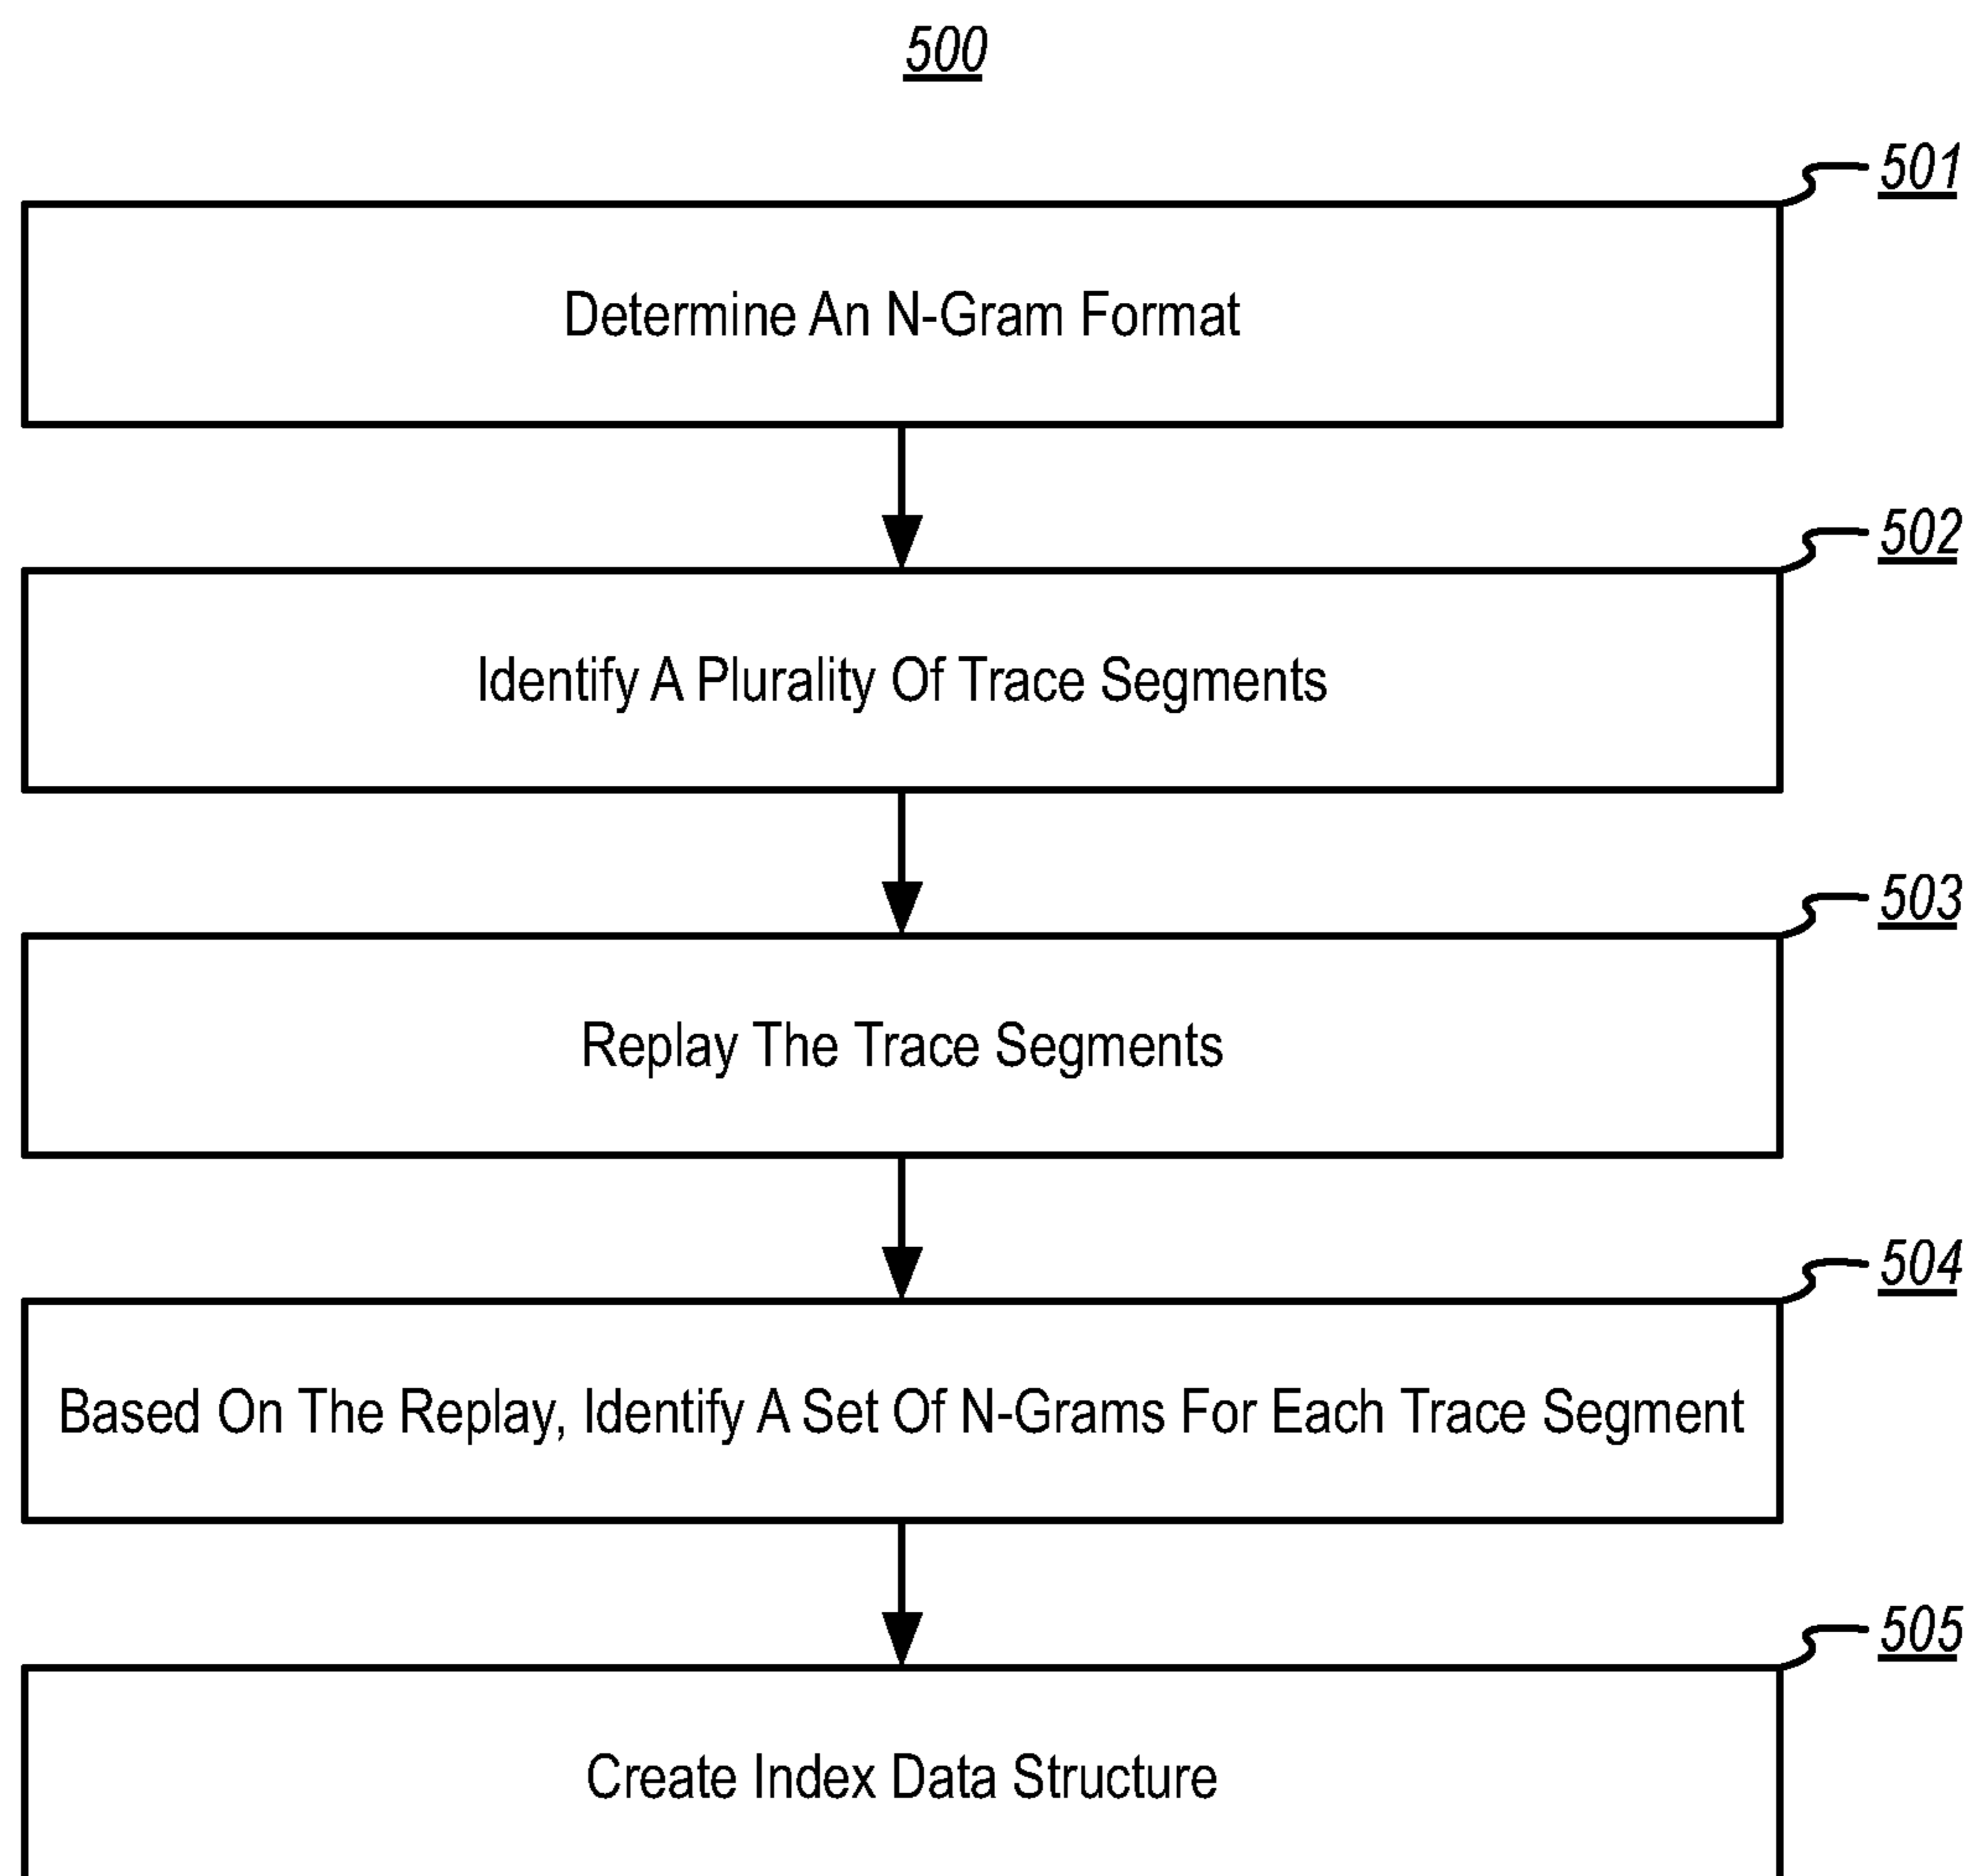 500
501
Determine An N-Gram Format
502
Identify A Plurality Of Trace Segments
503
Replay The Trace Segments
504
Based On The Replay, Identify A Set Of N-Grams For Each Trace Segment
505
Create Index Data Structure